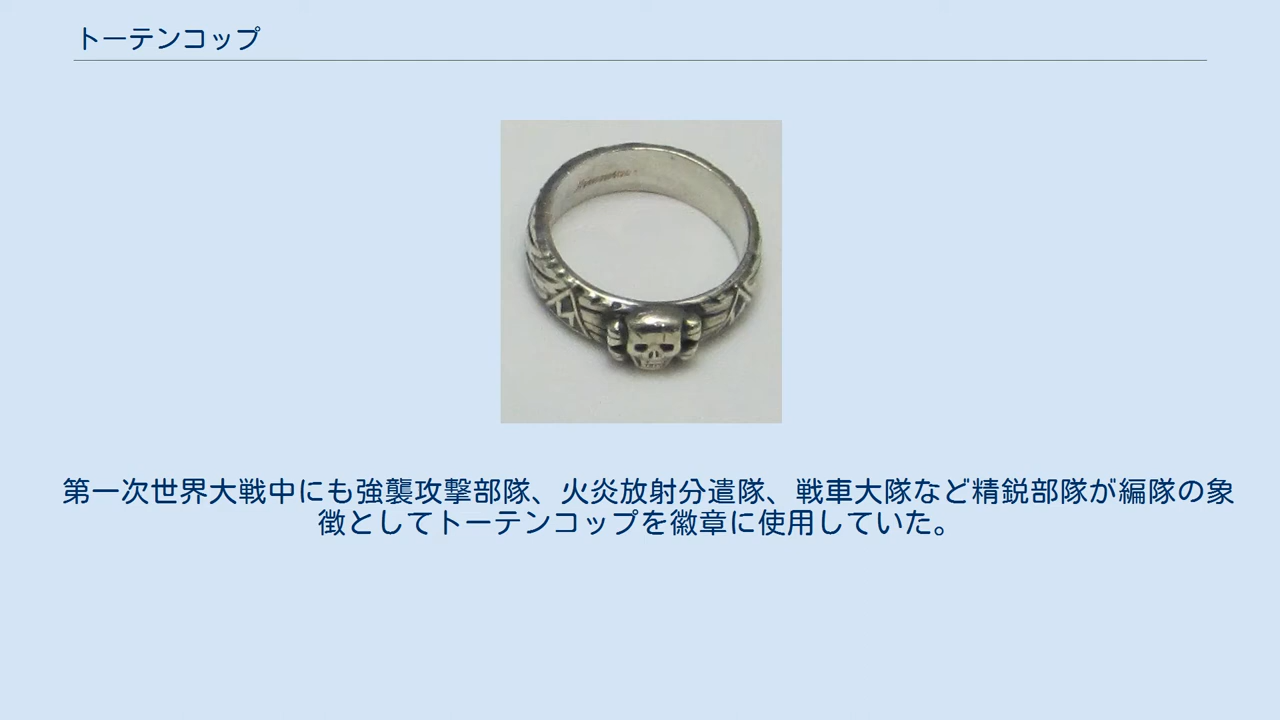 トーテンコップ
第一次世界大戦中にも強襲攻撃部隊、火炎放射分遣隊、戦車大隊など精鋭部隊が編隊の象
徴としてトーテンコップを徽章に使用していた。